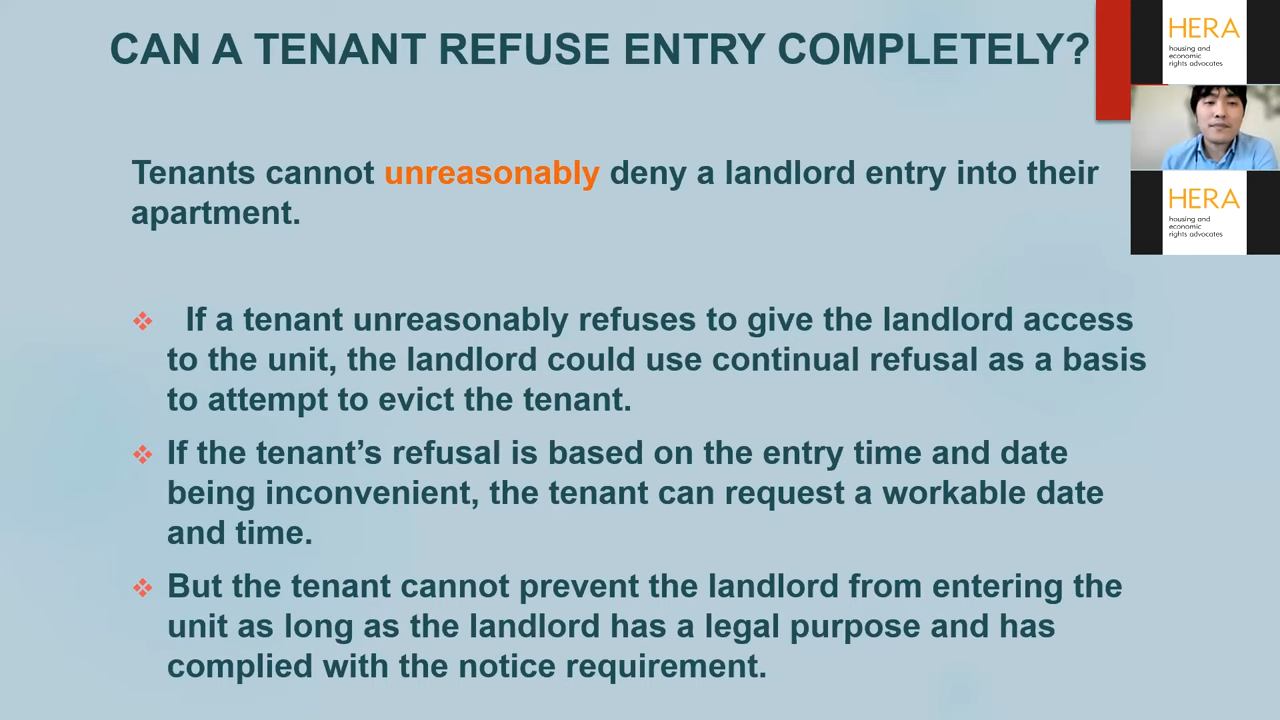 CAN A TENANT REFUSE ENTRY COMPLETELY?
Tenants cannot unreasonably deny a landlord entry into their
apartment.
❖ If a tenant unreasonably refuses to give the landlord access
to the unit, the landlord could use continual refusal as a basis
to attempt to evict the tenant.
❖ If the tenant’s refusal is based on the entry time and date
being inconvenient, the tenant can request a workable date
and time.
❖ But the tenant cannot prevent the landlord from entering the
unit as long as the landlord has a legal purpose and has
complied with the notice requirement.
HERA
housing and
economic
rights advocates
HERA
housing and
economic
rights advocates